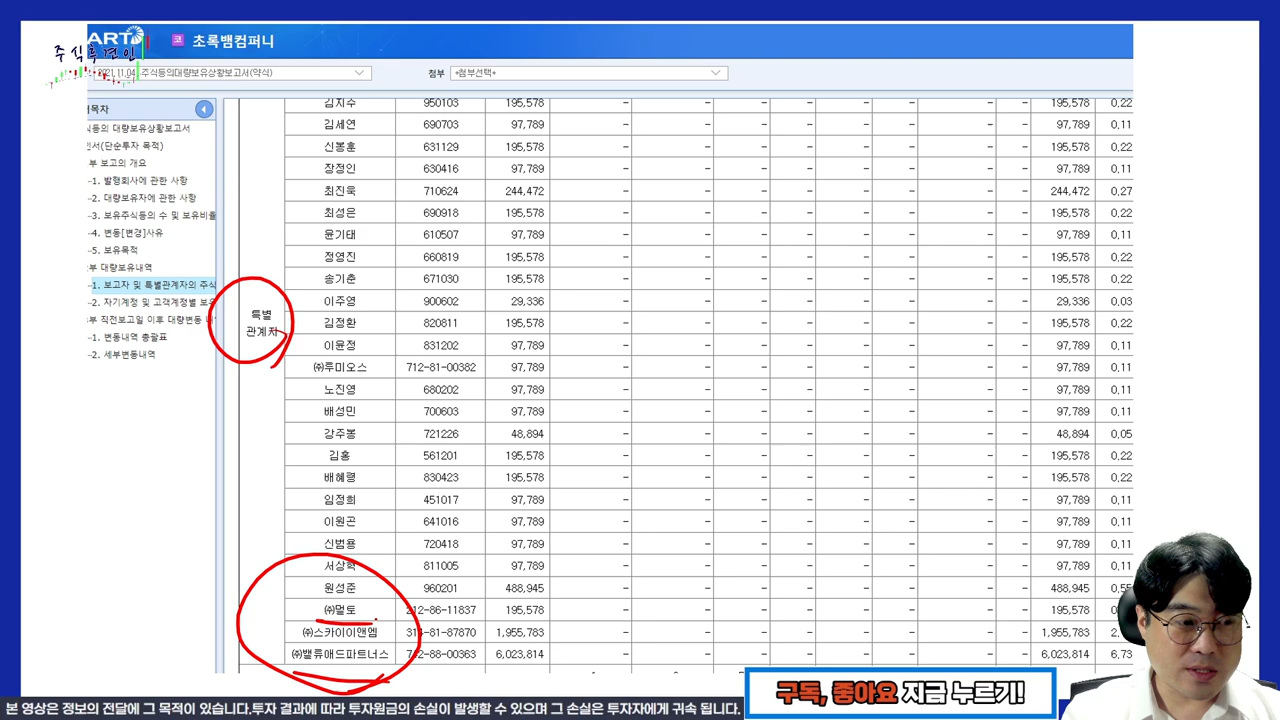 ART
주식후견인
코 초록뱀컴퍼니
2021.11.04 주식등의대량보유상황보고서(약식)
첨부 +첨부선택+
목차
식등의 대량보유상황보고서
인서(단순투자 목적)
부 보고의 개요
1. 발행회사에 관한 사항
2. 대량보유자에 관한 사항
3. 보유주식등의 수 및 보유비율
4. 변동[변경]사유
5. 보유목적
부 대량보유내역
1. 보고자 및 특별관계자의 주식
2. 자기계정 및 고객계정별 보유
부 직전보고일 이후 대량변동 내
1. 변동내역 총괄표
2. 세부변동내역
특별
관계자
김지수 950103 195,578 - - - - - - - 195,578 0.22
김세연 690703 97,789 - - - - - - - 97,789 0.11
신봉훈 631129 195,578 - - - - - - - 195,578 0.22
장정인 630416 97,789 - - - - - - - 97,789 0.11
최진욱 710624 244,472 - - - - - - - 244,472 0.27
최성은 690918 195,578 - - - - - - - 195,578 0.22
윤기태 610507 97,789 - - - - - - - 97,789 0.11
정영진 660819 195,578 - - - - - - - 195,578 0.22
송기춘 671030 195,578 - - - - - - - 195,578 0.22
이주영 900602 29,336 - - - - - - - 29,336 0.03
김정환 820811 195,578 - - - - - - - 195,578 0.22
이윤정 831202 97,789 - - - - - - - 97,789 0.11
㈜루미오스 712-81-00382 97,789 - - - - - - - 97,789 0.11
노진영 680202 97,789 - - - - - - - 97,789 0.11
배성민 700603 97,789 - - - - - - - 97,789 0.11
강주봉 721226 48,894 - - - - - - - 48,894 0.05
김홍 561201 195,578 - - - - - - - 195,578 0.22
배혜령 830423 195,578 - - - - - - - 195,578 0.22
임정희 451017 97,789 - - - - - - - 97,789 0.11
이원곤 641016 97,789 - - - - - - - 97,789 0.11
신범용 720418 97,789 - - - - - - - 97,789 0.11
서상혁 811005 97,789 - - - - - - - 97,789 0.11
원성준 960201 488,945 - - - - - - - 488,945 0.55
㈜멀토 212-86-11837 195,578 - - - - - - - 195,578
㈜스카이이앤엠 314-81-87870 1,955,783 - - - - - - - 1,955,783 2.
㈜밸류애드파트너스 742-88-00363 6,023,814 - - - - - - - 6,023,814 6.73
구독, 좋아요 지금 누르기!
본 영상은 정보의 전달에 그 목적이 있습니다.투자 결과에 따라 투자원금의 손실이 발생할 수 있으며 그 손실은 투자자에게 귀속 됩니다.